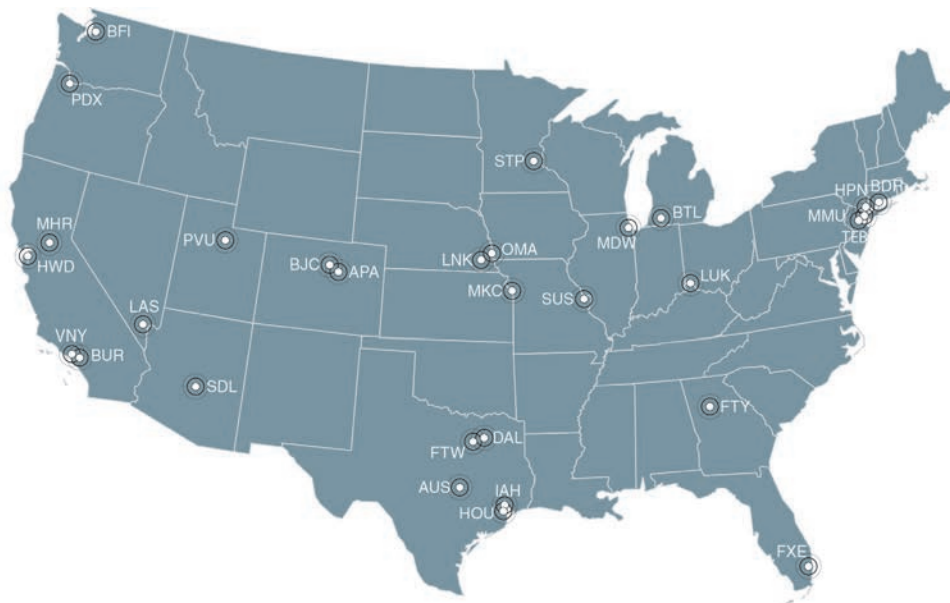 BFI
PDX
STP
HPN
BDR
MMU
TEB
BTL
MDW
MHR
HWD
PVU
OMA
LNK
BJC
APA
MKC
SUS
LUK
LAS
VNY
BUR
SDL
FTY
DAL
FTW
AUS
IAH
HOU
FXE